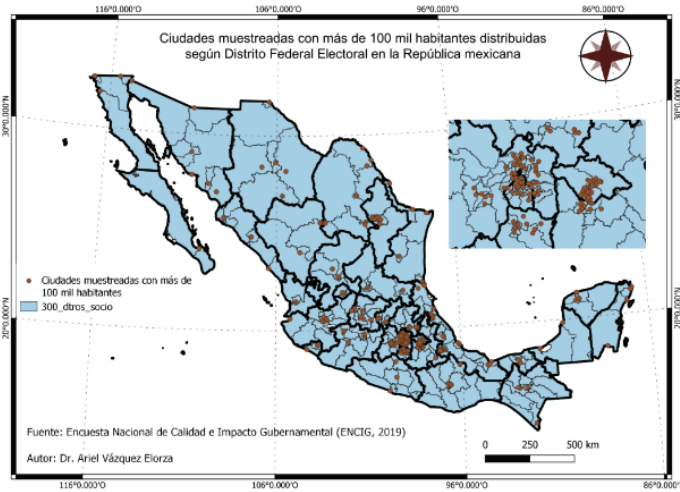 116°0.000'O
106°0.000'O
96°0.000'O
86°0.000'O
Ciudades muestreadas con más de 100 mil habitantes distribuidas
según Distrito Federal Electoral en la República mexicana
30°0.000'N
30°0.000'N
Ciudades muestreadas con más de
100 mil habitantes
300_dtros_socio
20°0.000'N
20°0.000'N
Fuente: Encuesta Nacional de Calidad e Impacto Gubernamental (ENCIG, 2019)
0 250 500 km
Autor: Dr. Ariel Vázquez Elorza
116°0.000'O
106°0.000'O
96°0.000'O
86°0.000'O